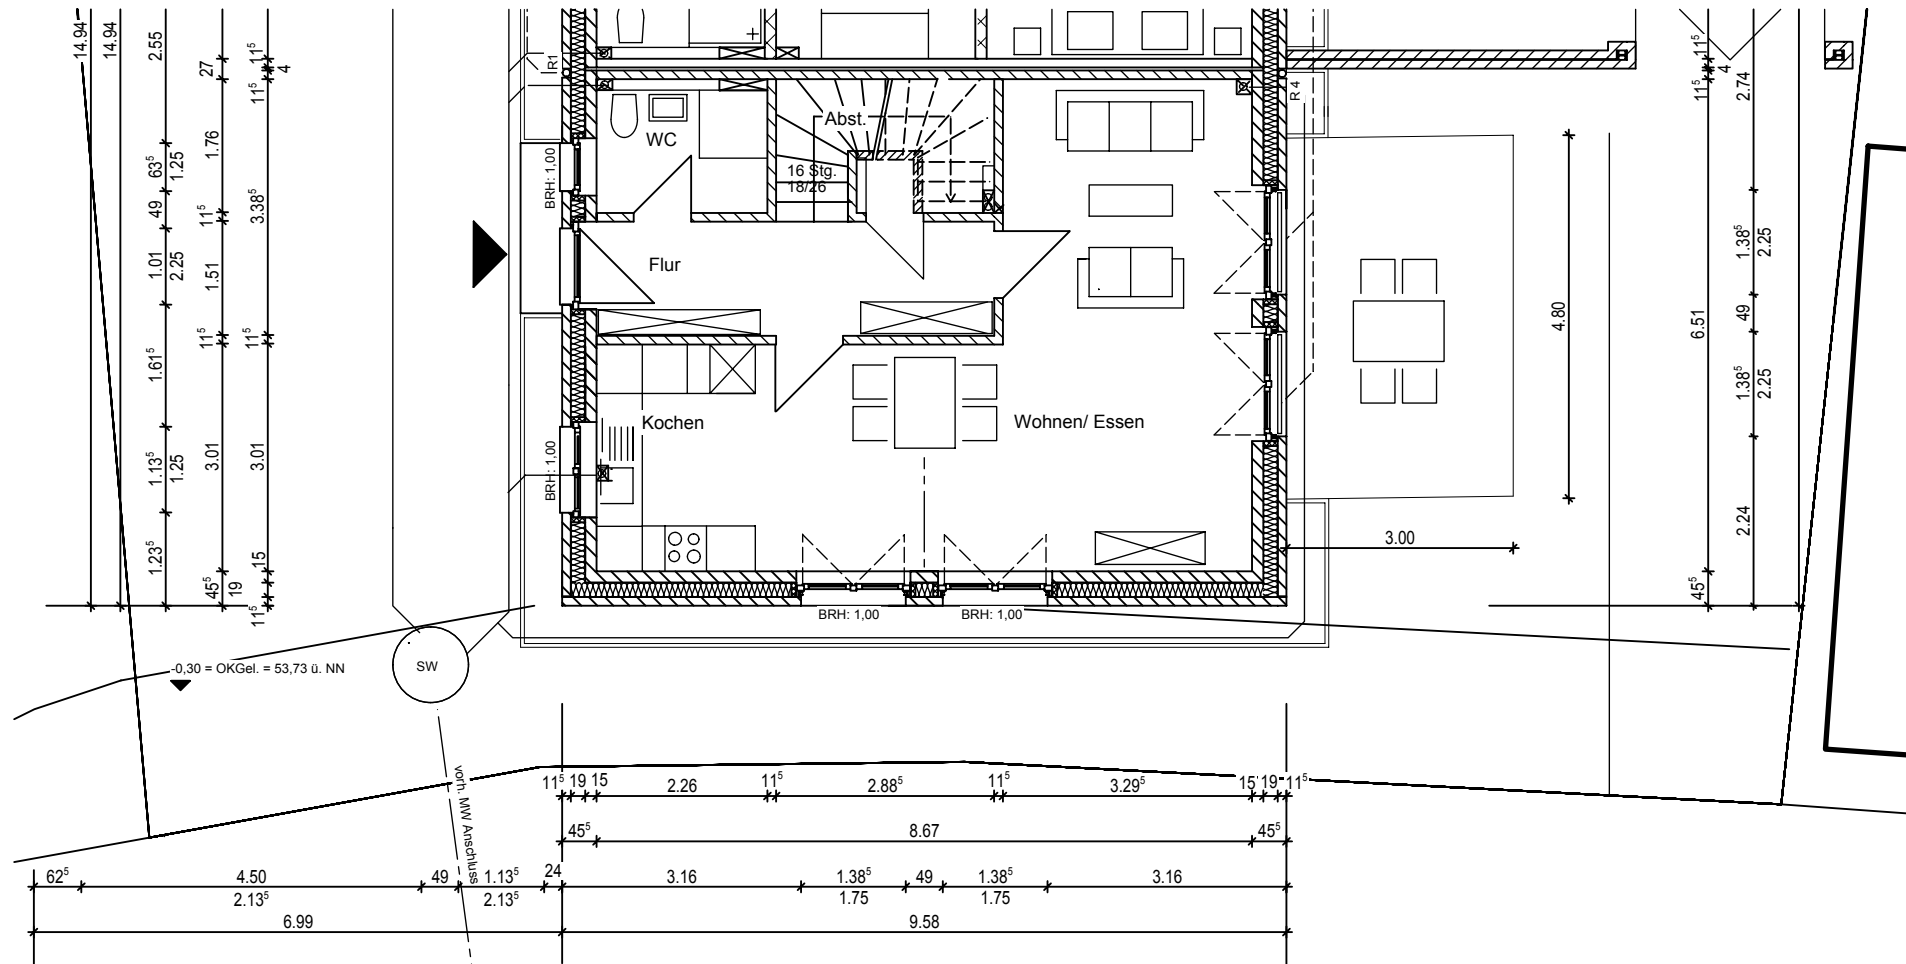 14.94
14.94
2.55
27
11⁵
4
11⁵
63⁵
1.25
1.76
49
11⁵
3.38⁵
1.01
2.25
1.51
11⁵
11⁵
1.61⁵
1.13⁵
1.25
3.01
3.01
1.23⁵
45⁵
19
15
11⁵
R1
R 4
WC
Abst.
16 Stg.
18/26
BRH: 1,00
Flur
Kochen
Wohnen/ Essen
BRH: 1,00
BRH: 1,00
BRH: 1,00
4.80
3.00
11⁵
4
11⁵
2.74
6.51
1.38⁵
2.25
49
1.38⁵
2.25
2.24
45⁵
SW
-0,30 = OKGel. = 53,73 ü. NN
vorh. MW Anschluss
11⁵ 19 15 2.26 11⁵ 2.88⁵ 11⁵ 3.29⁵ 15 19 11⁵
45⁵ 8.67 45⁵
62⁵ 4.50 49 1.13⁵ 24 3.16 1.38⁵ 49 1.38⁵ 3.16
2.13⁵ 2.13⁵ 1.75 1.75
6.99 9.58